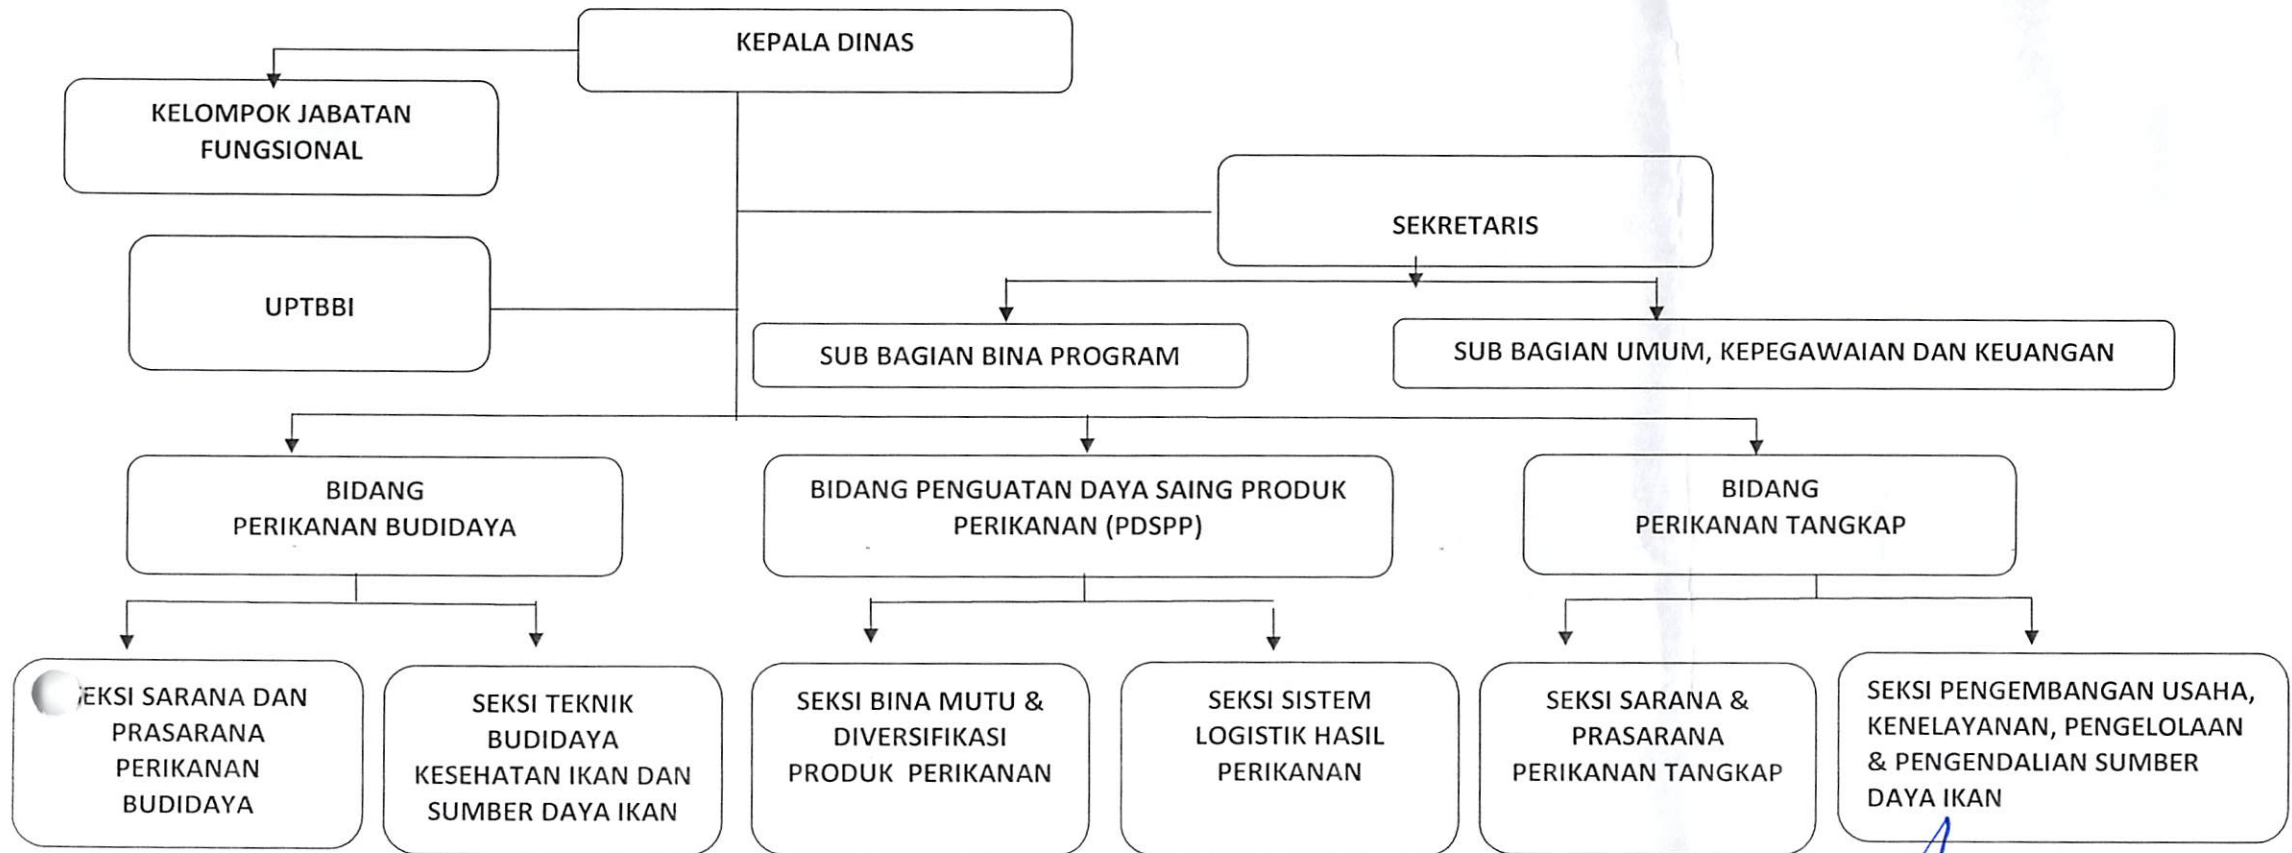 KEPALA DINAS
KELOMPOK JABATAN
FUNGSIONAL
SEKRETARIS
UPTBBI
SUB BAGIAN BINA PROGRAM
SUB BAGIAN UMUM, KEPEGAWAIAN DAN KEUANGAN
BIDANG
PERIKANAN BUDIDAYA
BIDANG PENGUATAN DAYA SAING PRODUK
PERIKANAN (PDSPP)
BIDANG
PERIKANAN TANGKAP
EKSI SARANA DAN
PRASARANA
PERIKANAN
BUDIDAYA
SEKSI TEKNIK
BUDIDAYA
KESEHATAN IKAN DAN
SUMBER DAYA IKAN
SEKSI BINA MUTU &
DIVERSIFIKASI
PRODUK PERIKANAN
SEKSI SISTEM
LOGISTIK HASIL
PERIKANAN
SEKSI SARANA &
PRASARANA
PERIKANAN TANGKAP
SEKSI PENGEMBANGAN USAHA,
KENELAYANAN, PENGELOLAAN
& PENGENDALIAN SUMBER
DAYA IKAN